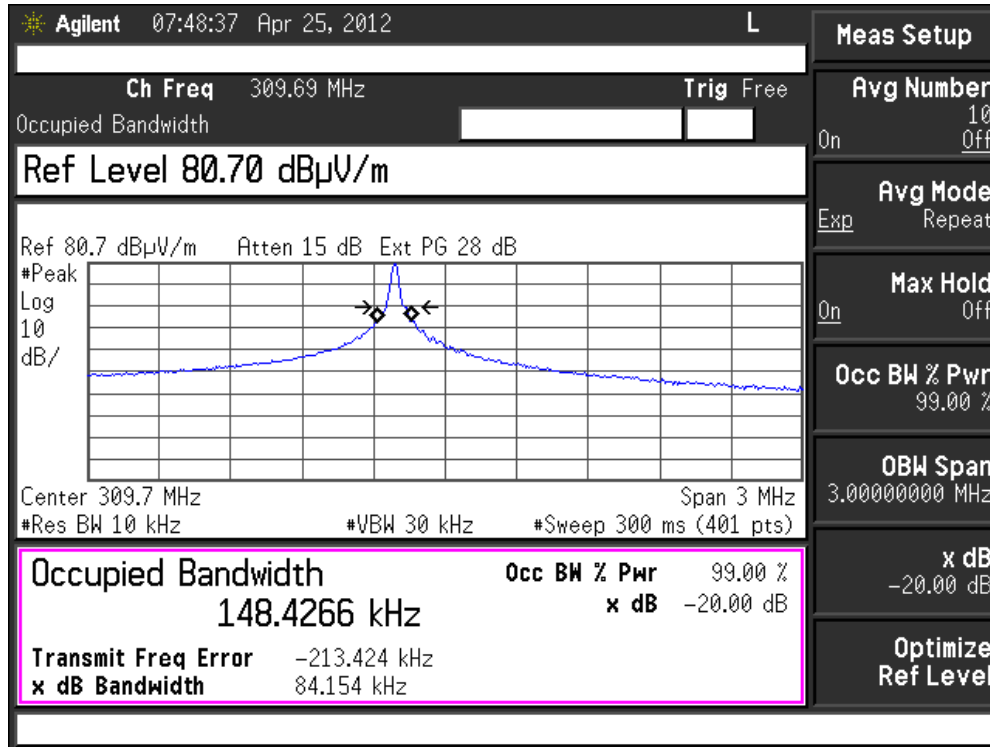 Agilent 07:48:37 Apr 25, 2012 L
Ch Freq 309.69 MHz Trig Free
Occupied Bandwidth
Ref Level 80.70 dBµV/m
Ref 80.7 dBµV/m Atten 15 dB Ext PG 28 dB
#Peak
Log
10
dB/
Center 309.7 MHz Span 3 MHz
#Res BW 10 kHz #VBW 30 kHz #Sweep 300 ms (401 pts)
Occupied Bandwidth
148.4266 kHz
Occ BW % Pwr 99.00 %
x dB -20.00 dB
Transmit Freq Error -213.424 kHz
x dB Bandwidth 84.154 kHz
Meas Setup
Avg Number
10
On Off
Avg Mode
Exp Repeat
Max Hold
On Off
Occ BW % Pwr
99.00 %
OBW Span
3.00000000 MHz
x dB
-20.00 dB
Optimize
Ref Level